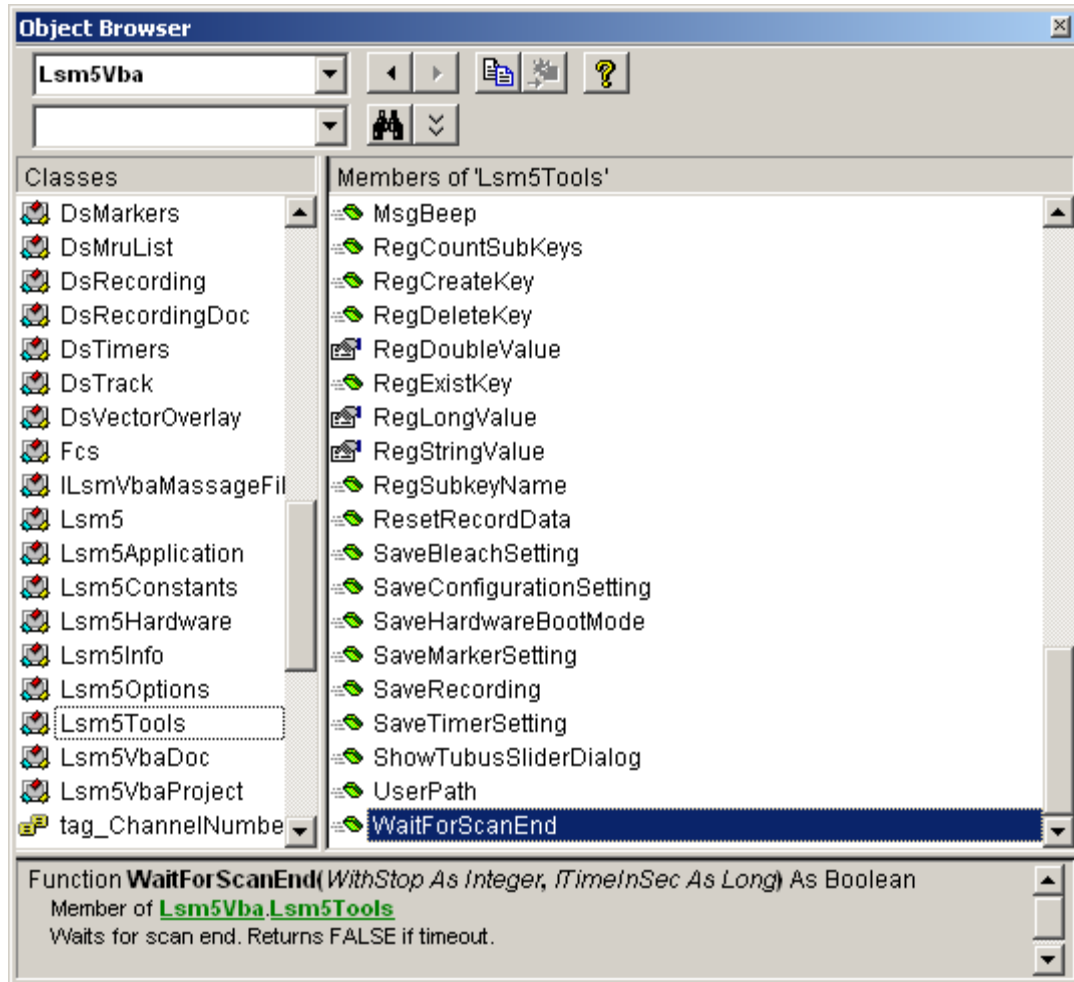 Object Browser
Lsm5Vba
Classes
DsMarkers
DsMruList
DsRecording
DsRecordingDoc
DsTimers
DsTrack
DsVectorOverlay
Fcs
ILsmVbaMassageFil
Lsm5
Lsm5Application
Lsm5Constants
Lsm5Hardware
Lsm5Info
Lsm5Options
Lsm5Tools
Lsm5VbaDoc
Lsm5VbaProject
tag_ChannelNumbe
Members of 'Lsm5Tools'
MsgBeep
RegCountSubKeys
RegCreateKey
RegDeleteKey
RegDoubleValue
RegExistKey
RegLongValue
RegStringValue
RegSubkeyName
ResetRecordData
SaveBleachSetting
SaveConfigurationSetting
SaveHardwareBootMode
SaveMarkerSetting
SaveRecording
SaveTimerSetting
ShowTubusSliderDialog
UserPath
WaitForScanEnd
Function WaitForScanEnd(WithStop As Integer, lTimeInSec As Long) As Boolean
Member of Lsm5Vba.Lsm5Tools
Waits for scan end. Returns FALSE if timeout.